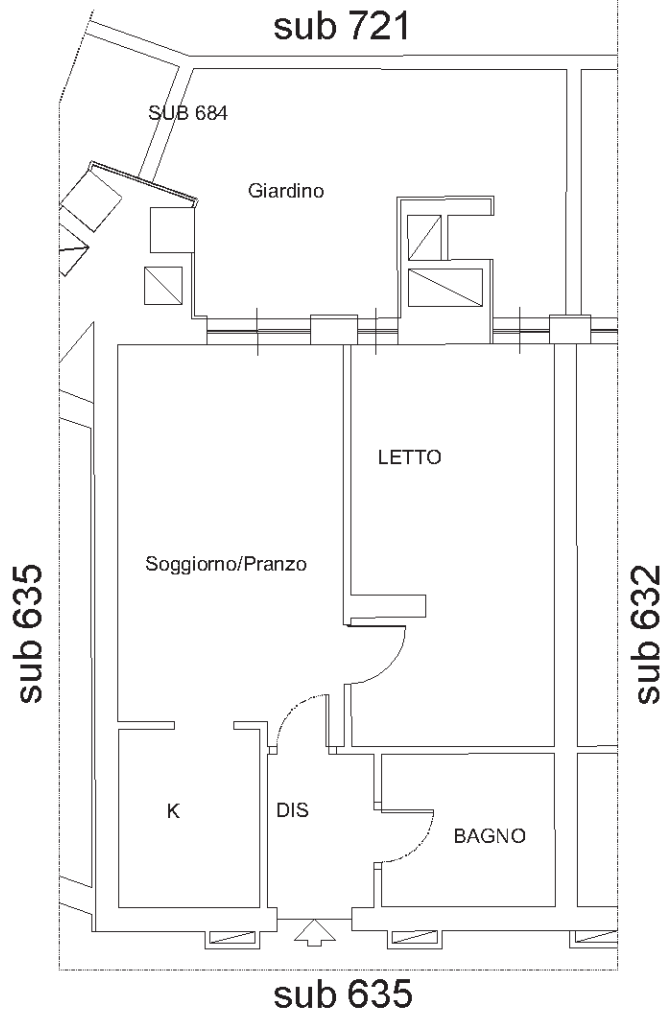 sub 721
SUB 684
Giardino
LETTO
Soggiorno/Pranzo
sub 635
sub 632
K
DIS
BAGNO
sub 635